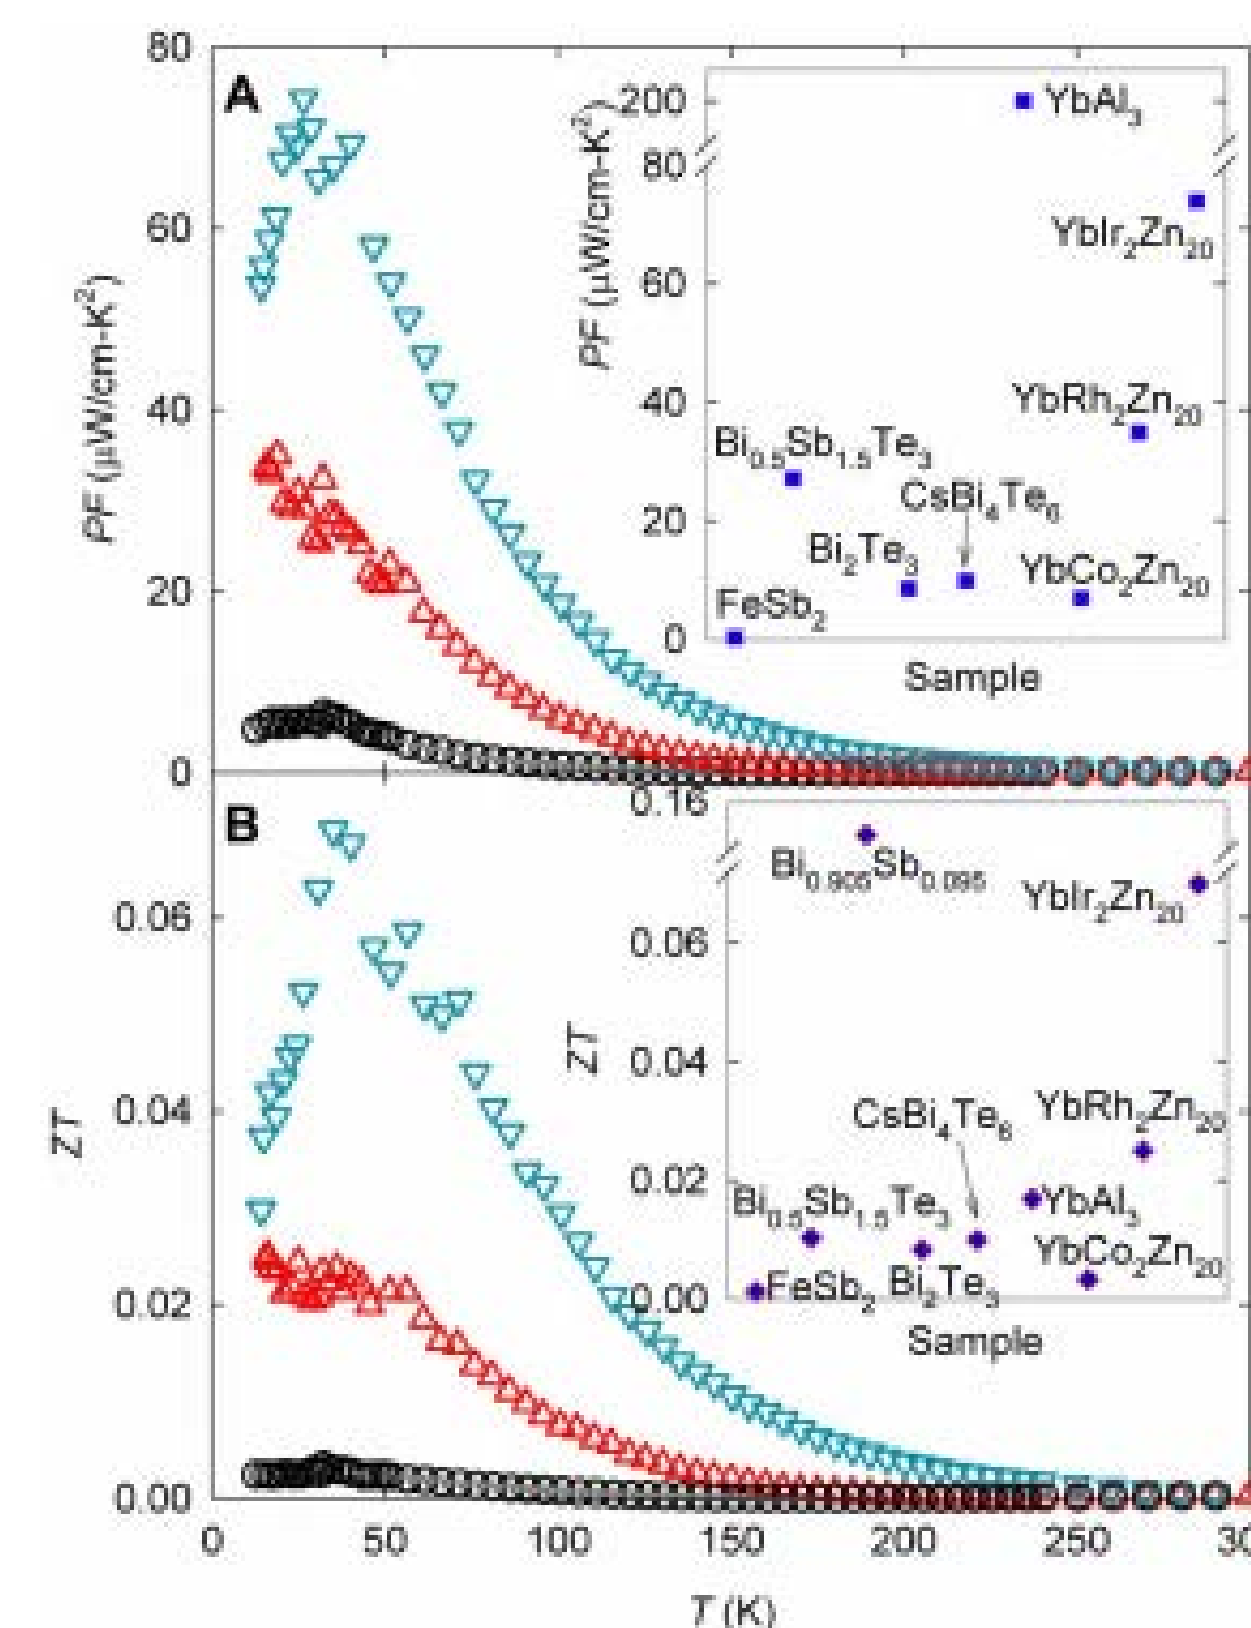 80
A
60
40
20
0
PF (μW/cm-K²)
200
80
60
40
20
0
PF (μW/cm-K²)
YbAl₃
YbIr₂Zn₂₀
YbRh₂Zn₂₀
Bi₀.₅Sb₁.₅Te₃
CsBi₄Te₆
Bi₂Te₃
YbCo₂Zn₂₀
FeSb₂
Sample
B
0.06
0.04
0.02
0.00
ZT
0.16
0.06
0.04
0.02
0.00
ZT
Bi₀.₉₀₅Sb₀.₀₉₅
YbIr₂Zn₂₀
CsBi₄Te₆
YbRh₂Zn₂₀
Bi₀.₅Sb₁.₅Te₃
YbAl₃
YbCo₂Zn₂₀
FeSb₂
Bi₂Te₃
Sample
0 50 100 150 200 250 30
T (K)